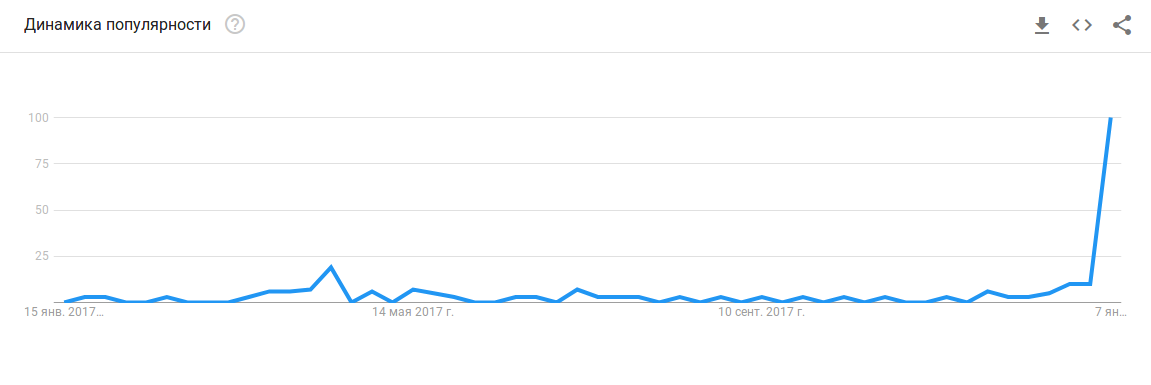 Динамика популярности
100
75
50
25
15 янв. 2017…
14 мая 2017 г.
10 сент. 2017 г.
7 ян…